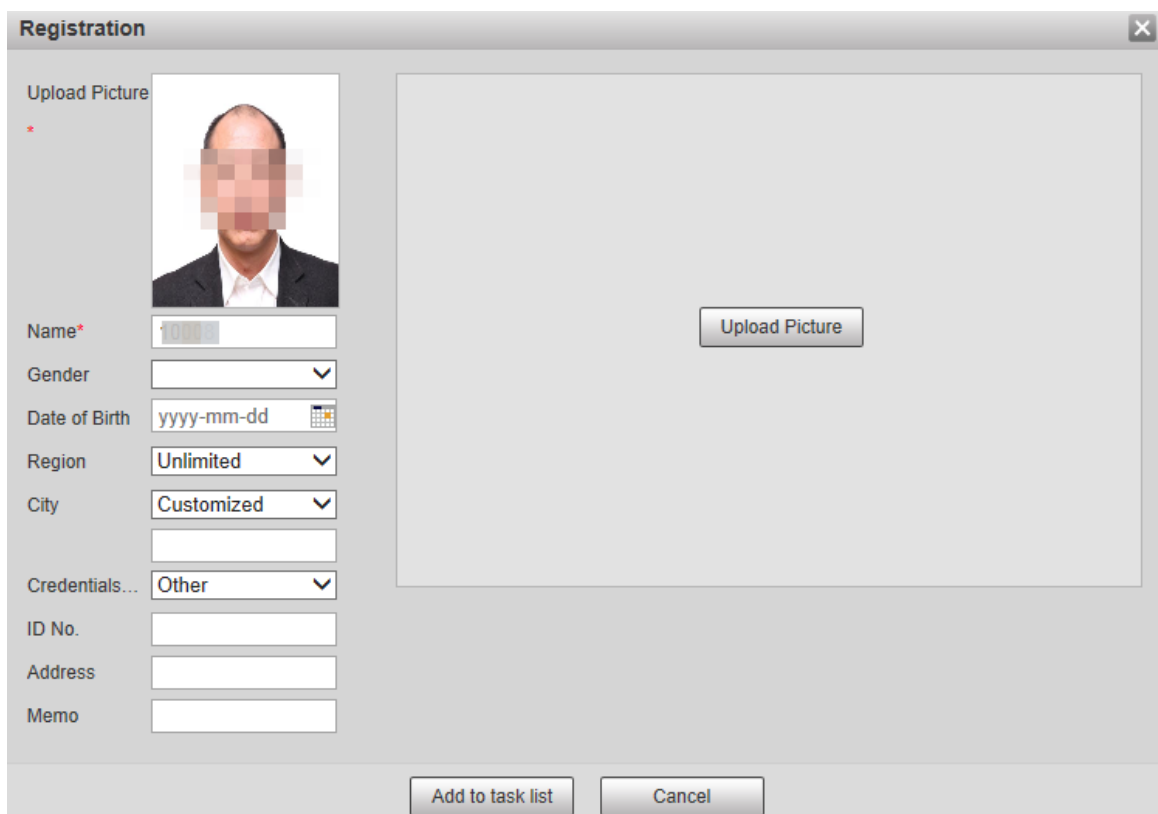 Registration
Upload Picture
*
Name*
Gender
Date of Birth yyyy-mm-dd
Region Unlimited
City Customized
Credentials... Other
ID No.
Address
Memo
Upload Picture
Add to task list Cancel